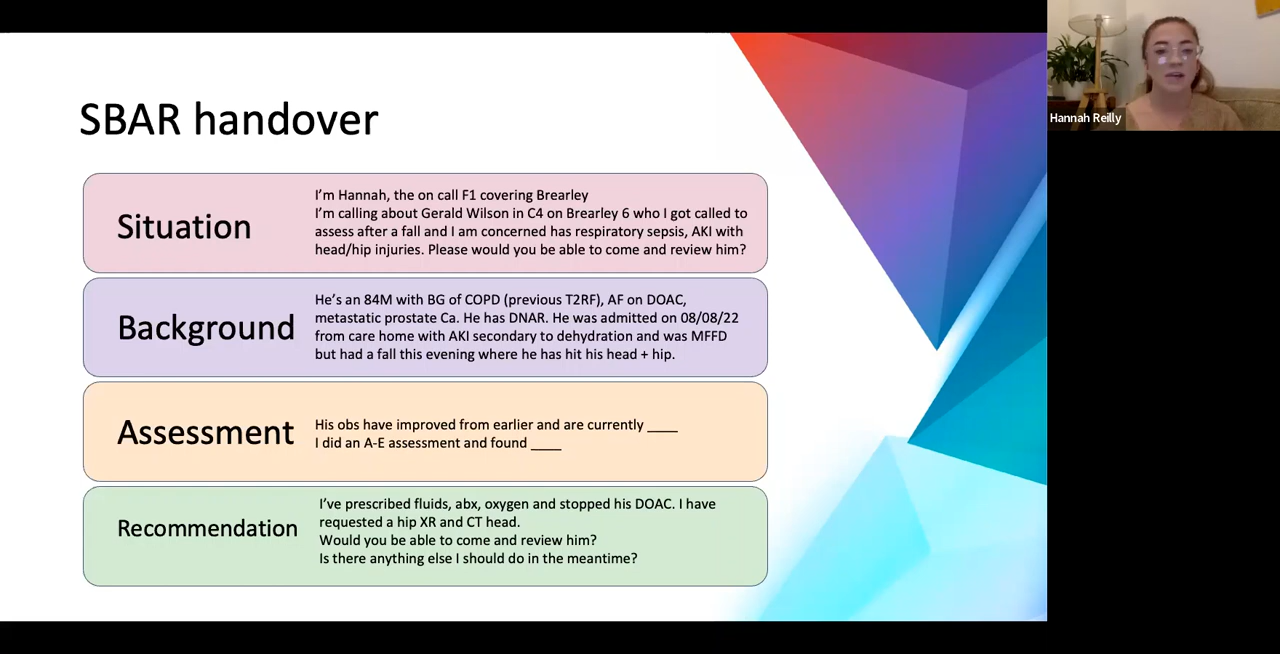 SBAR handover
Situation
I’m Hannah, the on call F1 covering Brearley
I’m calling about Gerald Wilson in C4 on Brearley 6 who I got called to
assess after a fall and I am concerned has respiratory sepsis, AKI with
head/hip injuries. Please would you be able to come and review him?
Background
He’s an 84M with BG of COPD (previous T2RF), AF on DOAC,
metastatic prostate Ca. He has DNAR. He was admitted on 08/08/22
from care home with AKI secondary to dehydration and was MFFD
but had a fall this evening where he has hit his head + hip.
Assessment
His obs have improved from earlier and are currently ____
I did an A-E assessment and found ____
Recommendation
I’ve prescribed fluids, abx, oxygen and stopped his DOAC. I have
requested a hip XR and CT head.
Would you be able to come and review him?
Is there anything else I should do in the meantime?
Hannah Reilly